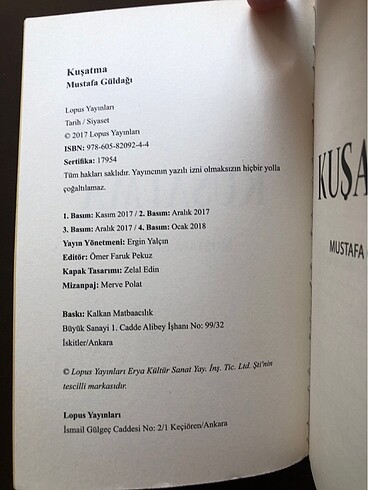 Kuşatma
Mustafa Güldağı
Lopus Yayınları
Tarih / Siyaset
© 2017 Lopus Yayınları
ISBN: 978-605-82092-4-4
Sertifika: 17954
Tüm hakları saklıdır. Yayıncının yazılı izni olmaksızın hiçbir yolla
çoğaltılamaz.
1. Basım: Kasım 2017 / 2. Basım: Aralık 2017
3. Basım: Aralık 2017 / 4. Basım: Ocak 2018
Yayın Yönetmeni: Ergin Yalçın
Editör: Ömer Faruk Pekuz
Kapak Tasarımı: Zelal Edin
Mizanpaj: Merve Polat
Baskı: Kalkan Matbaacılık
Büyük Sanayi 1. Cadde Alibey İşhanı No: 99/32
İskitler/Ankara
© Lopus Yayınları Erya Kültür Sanat Yay. İnş. Tic. Ltd. Şti'nin
tescilli markasıdır.
Lopus Yayınları
İsmail Gülgeç Caddesi No: 2/1 Keçiören/Ankara
KUŞA
MUSTAFA